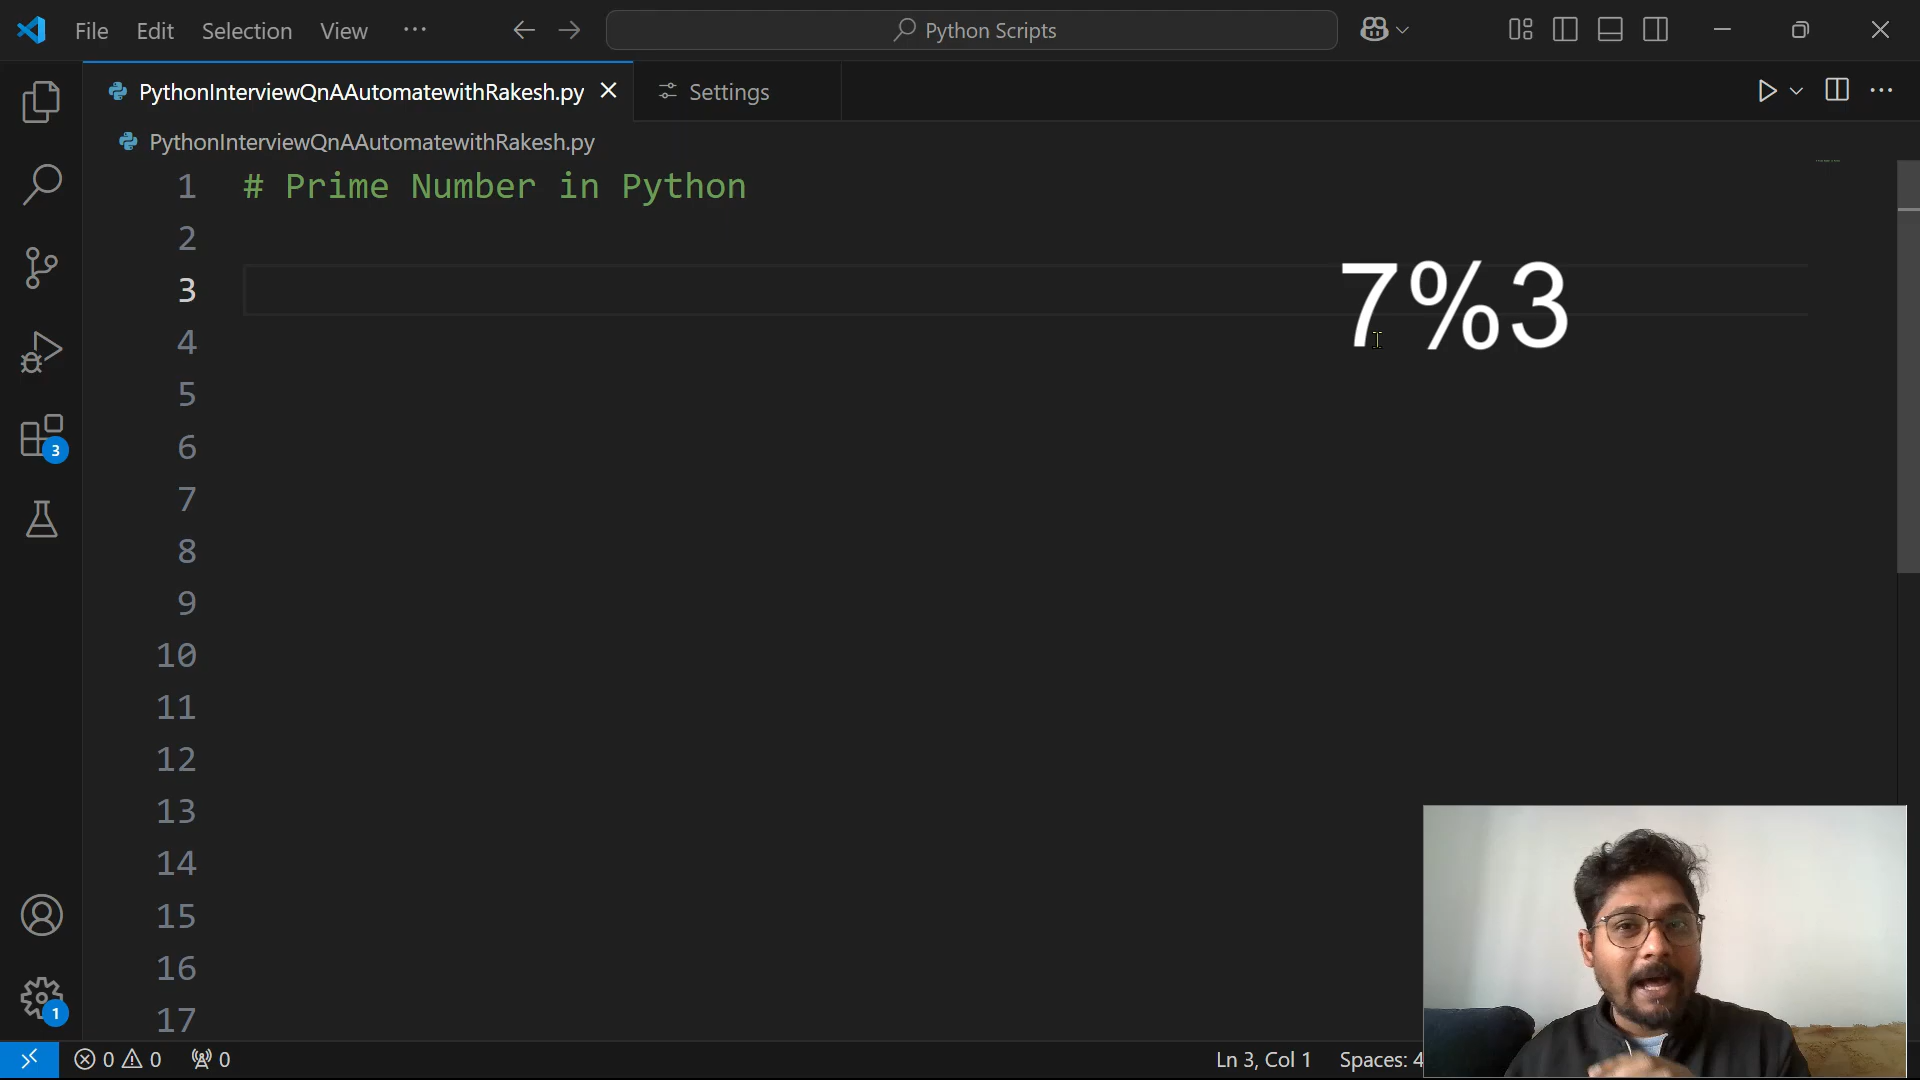 File Edit Selection View ···
Python Scripts
PythonInterviewQnAAutomatewithRakesh.py
Settings
PythonInterviewQnAAutomatewithRakesh.py
1 # Prime Number in Python
2
3
7%3
4
5
6
7
8
9
10
11
12
13
14
15
16
17
3
1
0 0 0
Ln 3, Col 1 Spaces: 4